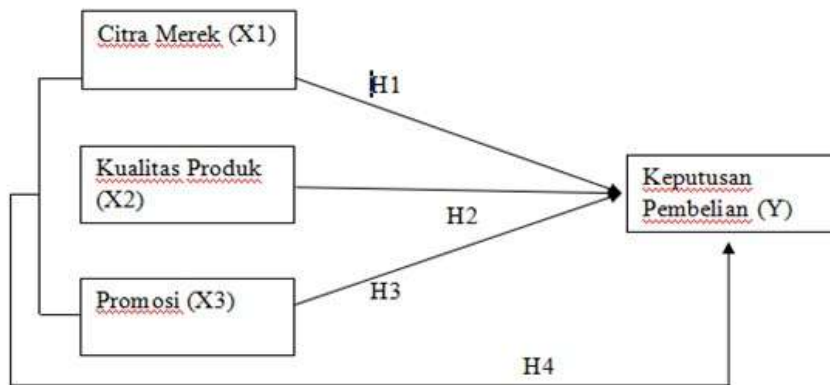 Citra Merek (X1)
H1
Kualitas Produk
(X2)
Keputusan
Pembelian (Y)
H2
Promosi (X3)
H3
H4